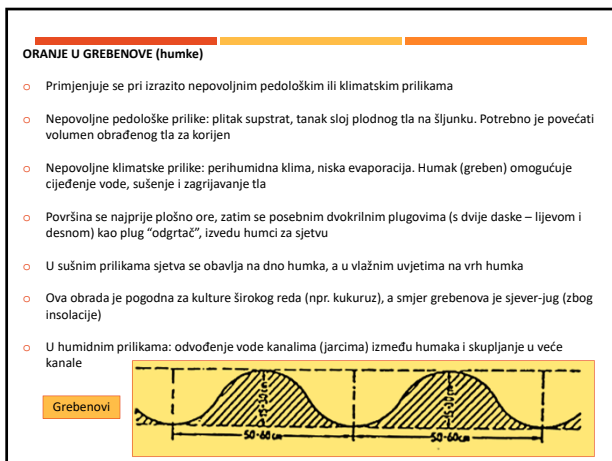 ORANJE U GREBENOVE (humke)
○ Primjenjuje se pri izrazito nepovoljnim pedološkim ili klimatskim prilikama
○ Nepovoljne pedološke prilike: plitak supstrat, tanak sloj plodnog tla na šljunku. Potrebno je povećati
volumen obrađenog tla za korijen
○ Nepovoljne klimatske prilike: perihumidna klima, niska evaporacija. Humak (greben) omogućuje
cijeđenje vode, sušenje i zagrijavanje tla
○ Površina se najprije plošno ore, zatim se posebnim dvokrilnim plugovima (s dvije daske – lijevom i
desnom) kao plug “odgrtač”, izvedu humci za sjetvu
○ U sušnim prilikama sjetva se obavlja na dno humka, a u vlažnim uvjetima na vrh humka
○ Ova obrada je pogodna za kulture širokog reda (npr. kukuruz), a smjer grebenova je sjever-jug (zbog
insolacije)
○ U humidnim prilikama: odvođenje vode kanalima (jarcima) između humaka i skupljanje u veće
kanale
Grebenovi
50-60cm
50-60cm